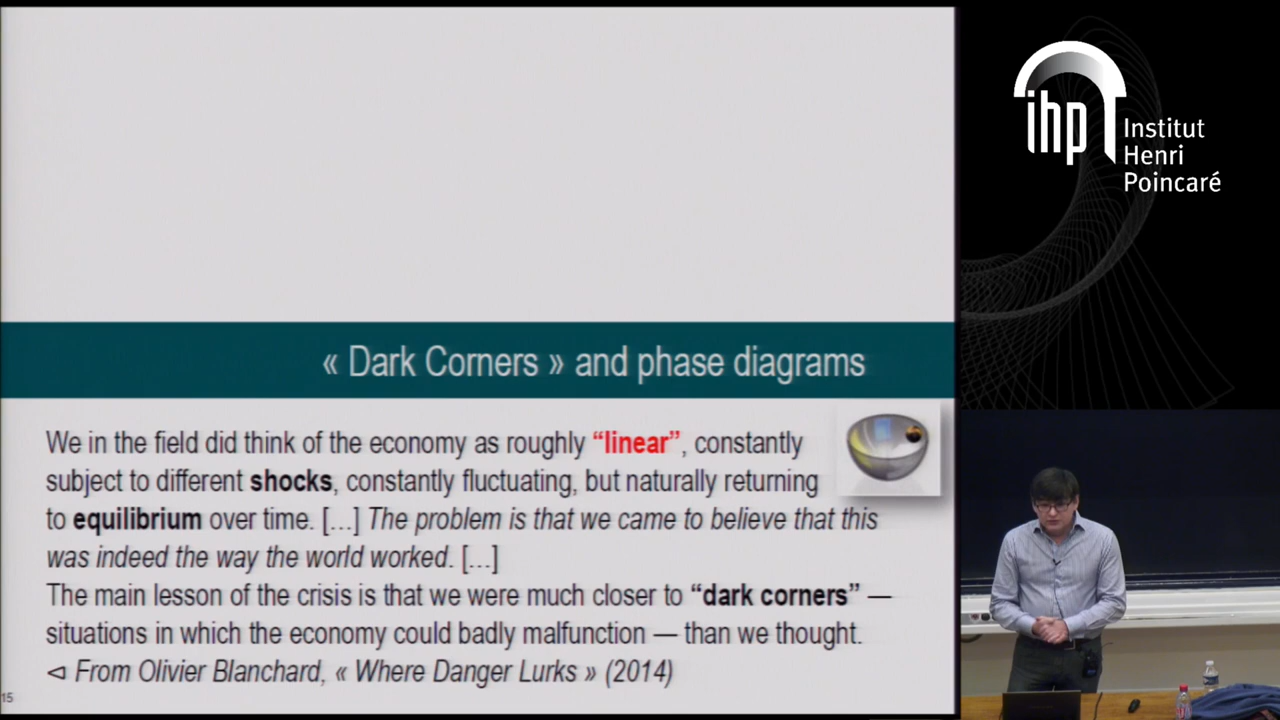 « Dark Corners » and phase diagrams
We in the field did think of the economy as roughly “linear”, constantly
subject to different shocks, constantly fluctuating, but naturally returning
to equilibrium over time. […] The problem is that we came to believe that this
was indeed the way the world worked. […]
The main lesson of the crisis is that we were much closer to “dark corners” —
situations in which the economy could badly malfunction — than we thought.
⊲ From Olivier Blanchard, « Where Danger Lurks » (2014)
15
ihp
Institut
Henri
Poincaré